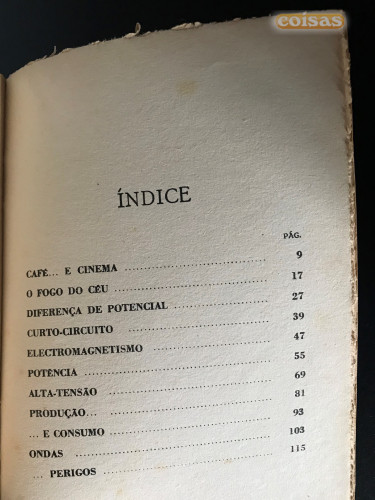 coisas
ÍNDICE
PÁG.
CAFÉ... E CINEMA 9
O FOGO DO CÉU 17
DIFERENÇA DE POTENCIAL 27
CURTO-CIRCUITO 39
ELECTROMAGNETISMO 47
POTÊNCIA 55
ALTA-TENSÃO 69
PRODUÇÃO... 81
... E CONSUMO 93
ONDAS 103
... PERIGOS 115